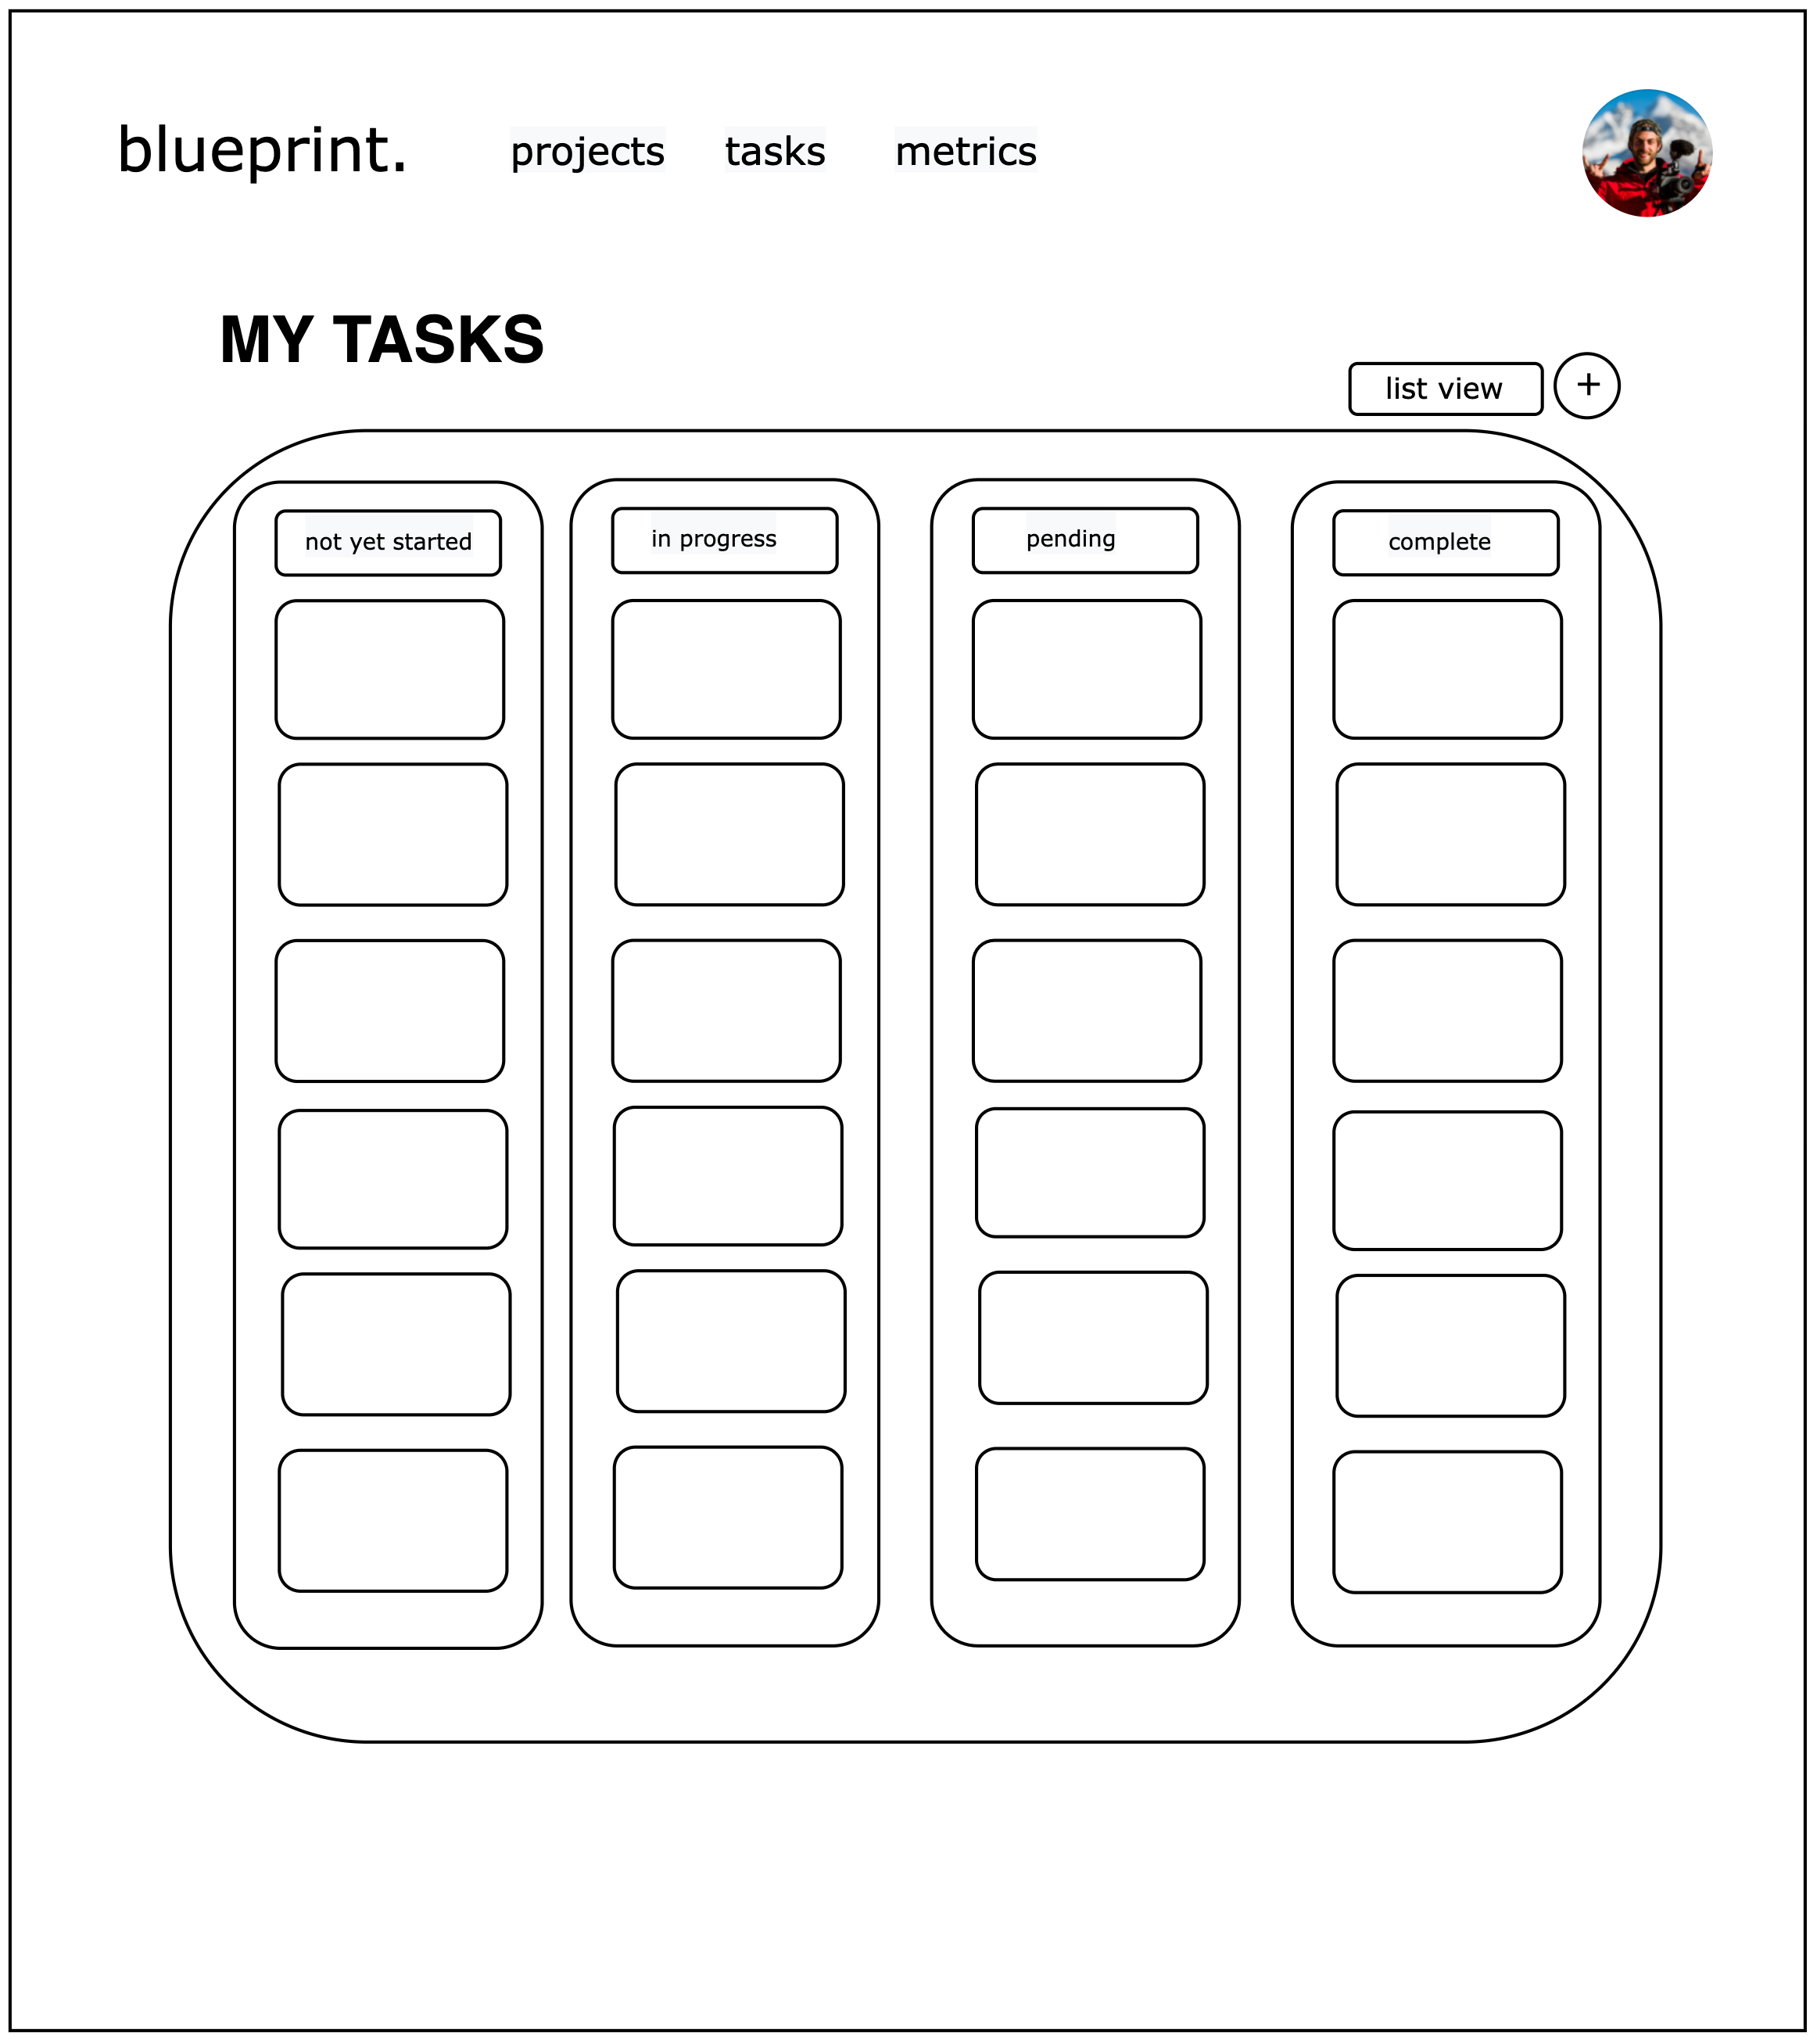 blueprint. projects tasks metrics
MY TASKS
list view +
not yet started in progress pending complete